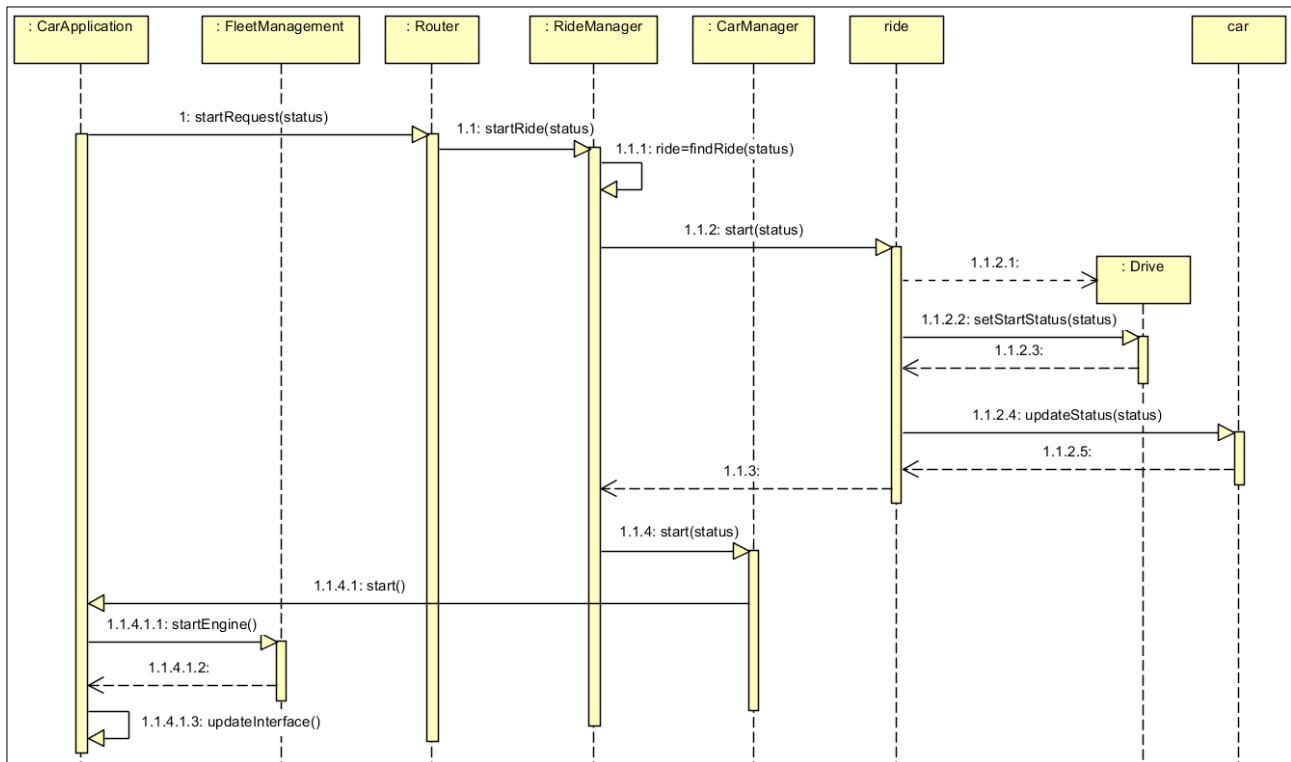 : CarApplication
: FleetManagement
: Router
: RideManager
: CarManager
ride
car
1: startRequest(status)
1.1: startRide(status)
1.1.1: ride=findRide(status)
1.1.2: start(status)
1.1.2.1:
: Drive
1.1.2.2: setStartStatus(status)
1.1.2.3:
1.1.2.4: updateStatus(status)
1.1.2.5:
1.1.3:
1.1.4: start(status)
1.1.4.1: start()
1.1.4.1.1: startEngine()
1.1.4.1.2:
1.1.4.1.3: updateInterface()